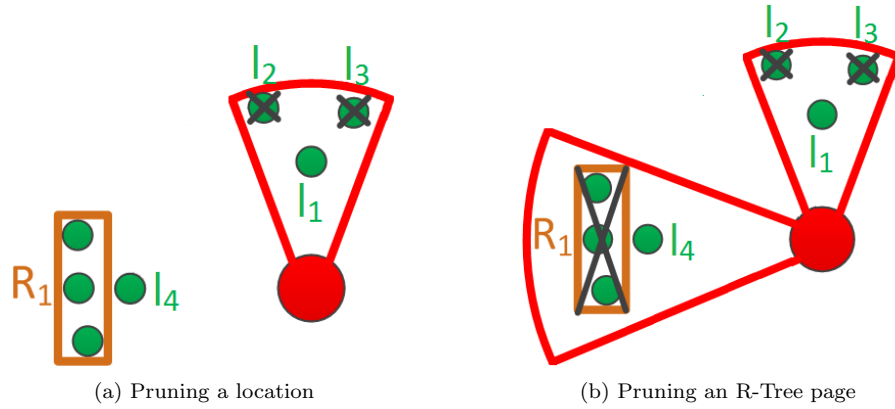 l₂ l₃
l₁
R₁ l₄
(a) Pruning a location
l₂ l₃
l₁
R₁ l₄
(b) Pruning an R-Tree page